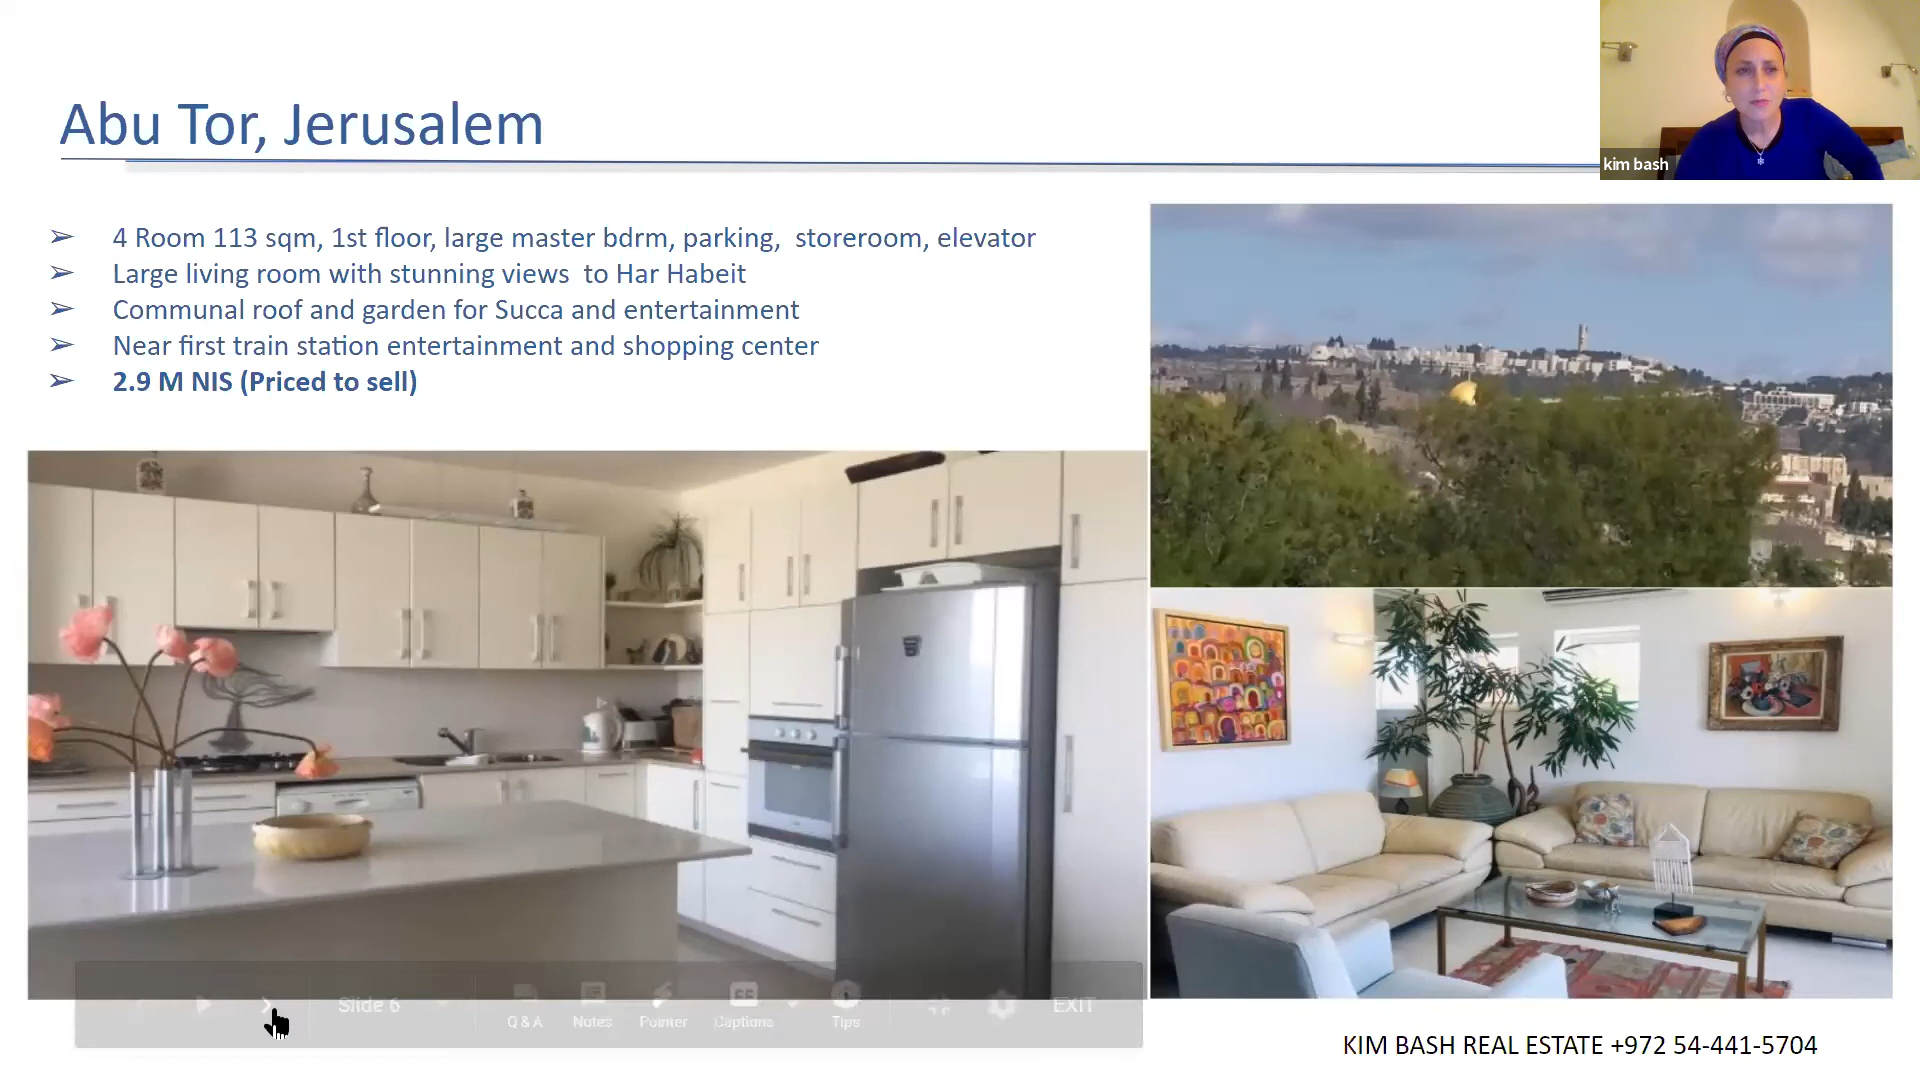 kim bash
Abu Tor, Jerusalem
➢ 4 Room 113 sqm, 1st floor, large master bdrm, parking, storeroom, elevator
➢ Large living room with stunning views to Har Habeit
➢ Communal roof and garden for Succa and entertainment
➢ Near first train station entertainment and shopping center
➢ 2.9 M NIS (Priced to sell)
Slide 6
Q & A Notes Pointer Captions Tips EXIT
KIM BASH REAL ESTATE +972 54-441-5704